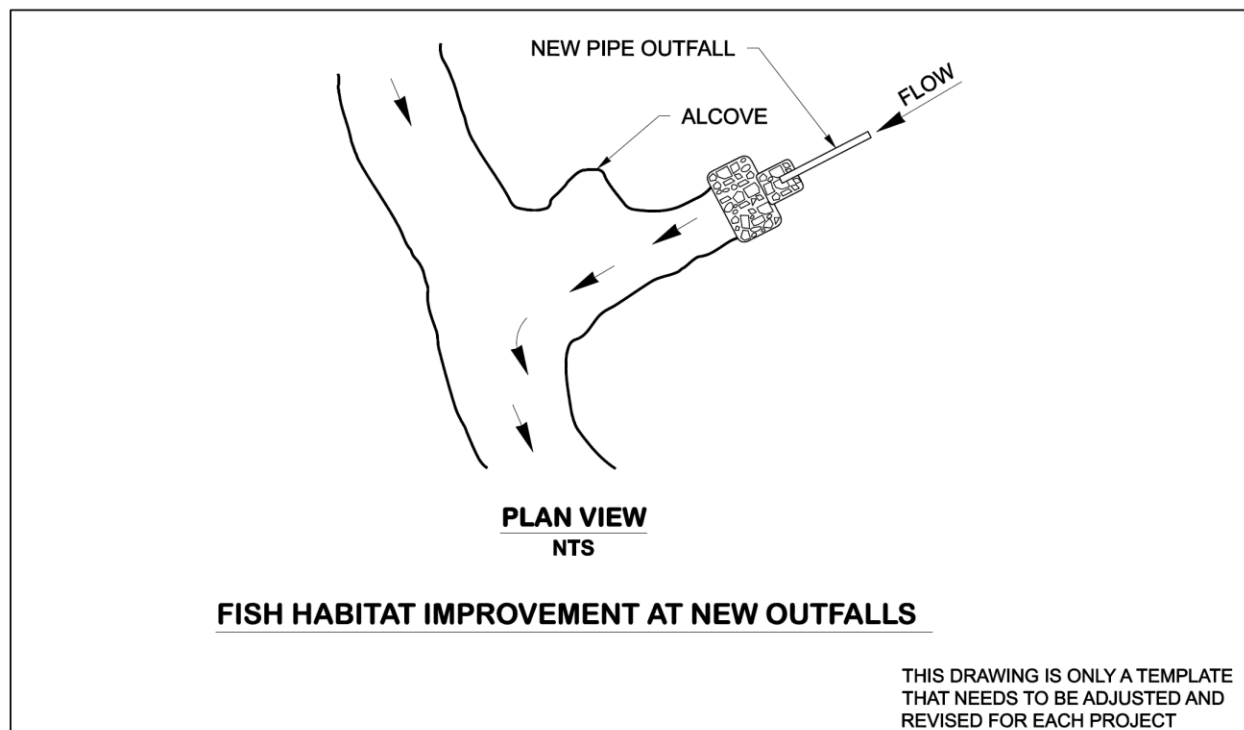 NEW PIPE OUTFALL
FLOW
ALCOVE
PLAN VIEW
NTS
FISH HABITAT IMPROVEMENT AT NEW OUTFALLS
THIS DRAWING IS ONLY A TEMPLATE
THAT NEEDS TO BE ADJUSTED AND
REVISED FOR EACH PROJECT